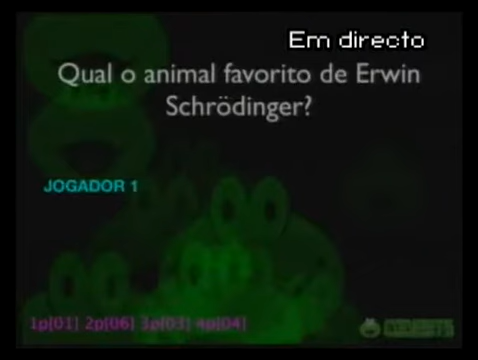 Em directo
Qual o animal favorito de Erwin
Schrödinger?
JOGADOR 1
1p[01] 2p[06] 3p[03] 4p[04]